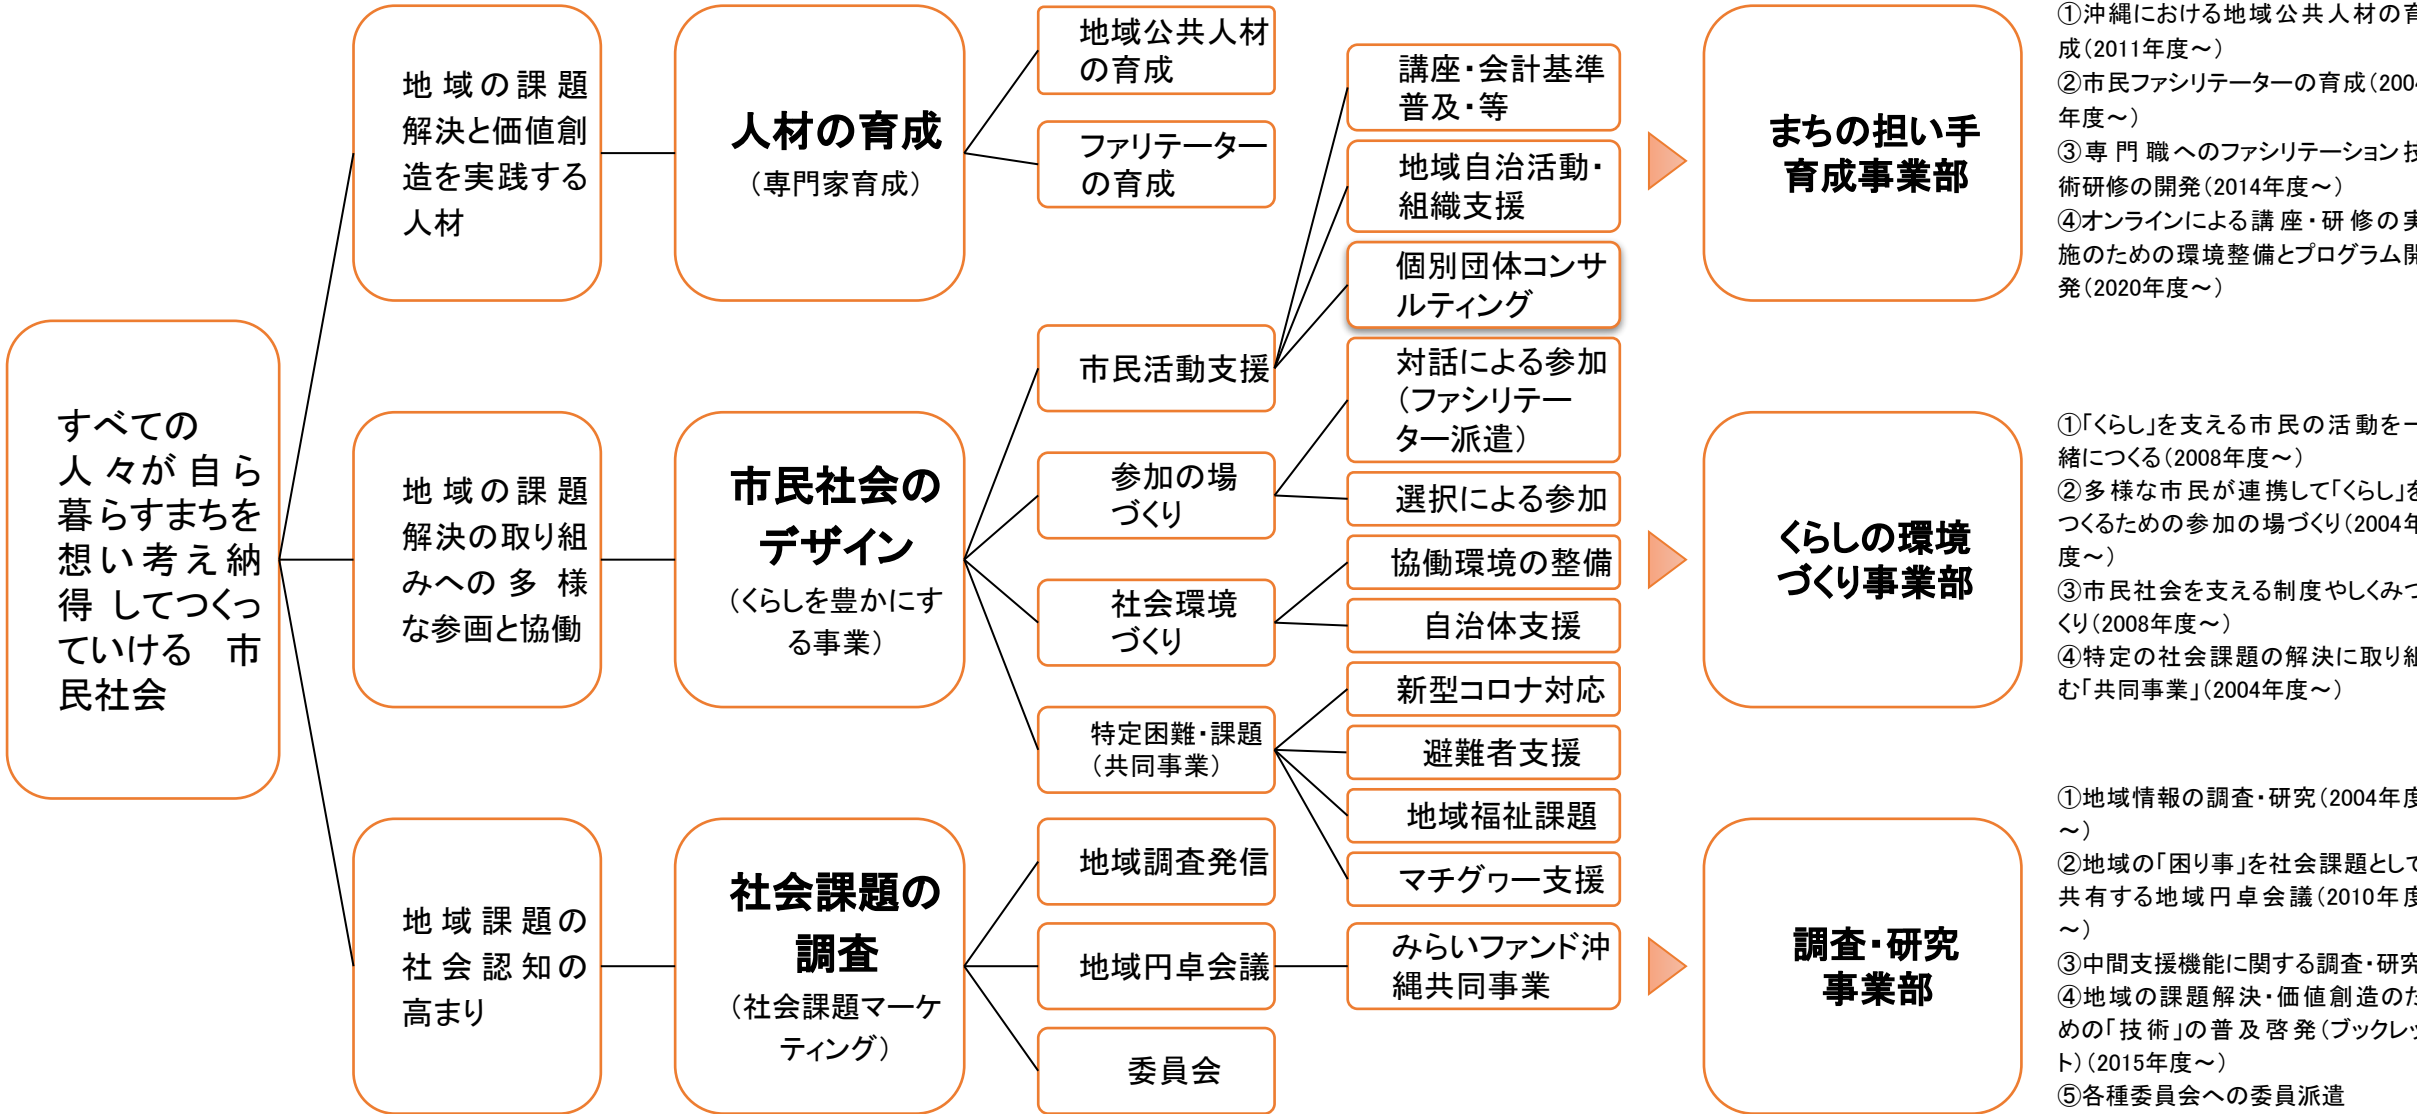 すべての
人々が自ら
暮らすまちを
想い考え納
得してつくっ
ていける 市
民社会
地域の課題
解決と価値創
造を実践する
人材
人材の育成
（専門家育成）
地域公共人材
の育成
ファリテーター
の育成
地域の課題
解決の取り組
みへの多様
な参画と協働
市民社会の
デザイン
（くらしを豊かにす
る事業）
市民活動支援
参加の場
づくり
社会環境
づくり
特定困難・課題
（共同事業）
地域課題の
社会認知の
高まり
社会課題の
調査
（社会課題マーケ
ティング）
地域調査発信
地域円卓会議
委員会
講座・会計基準
普及・等
地域自治活動・
組織支援
個別団体コンサ
ルティング
対話による参加
（ファシリテー
ター派遣）
選択による参加
協働環境の整備
自治体支援
新型コロナ対応
避難者支援
地域福祉課題
マチグヮー支援
みらいファンド沖
縄共同事業
まちの担い手
育成事業部
①沖縄における地域公共人材の育
成（2011年度～）
②市民ファシリテーターの育成（2004
年度～）
③専門職へのファシリテーション技
術研修の開発（2014年度～）
④オンラインによる講座・研修の実
施のための環境整備とプログラム開
発（2020年度～）
くらしの環境
づくり事業部
①「くらし」を支える市民の活動を一
緒につくる（2008年度～）
②多様な市民が連携して「くらし」を
つくるための参加の場づくり（2004年
度～）
③市民社会を支える制度やしくみづ
くり（2008年度～）
④特定の社会課題の解決に取り組
む「共同事業」（2004年度～）
調査・研究
事業部
①地域情報の調査・研究（2004年度
～）
②地域の「困り事」を社会課題として
共有する地域円卓会議（2010年度
～）
③中間支援機能に関する調査・研究
④地域の課題解決・価値創造のた
めの「技術」の普及啓発（ブックレッ
ト）（2015年度～）
⑤各種委員会への委員派遣